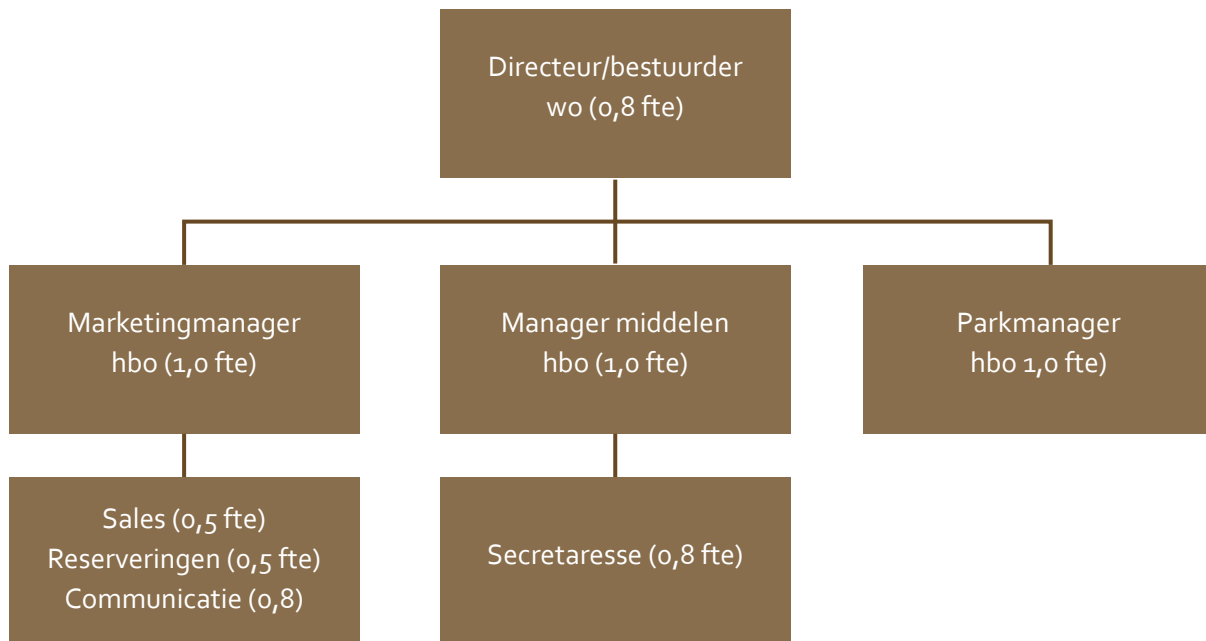 Directeur/bestuurder
wo (0,8 fte)
Marketingmanager
hbo (1,0 fte)
Manager middelen
hbo (1,0 fte)
Parkmanager
hbo 1,0 fte)
Sales (0,5 fte)
Reserveringen (0,5 fte)
Communicatie (0,8)
Secretaresse (0,8 fte)